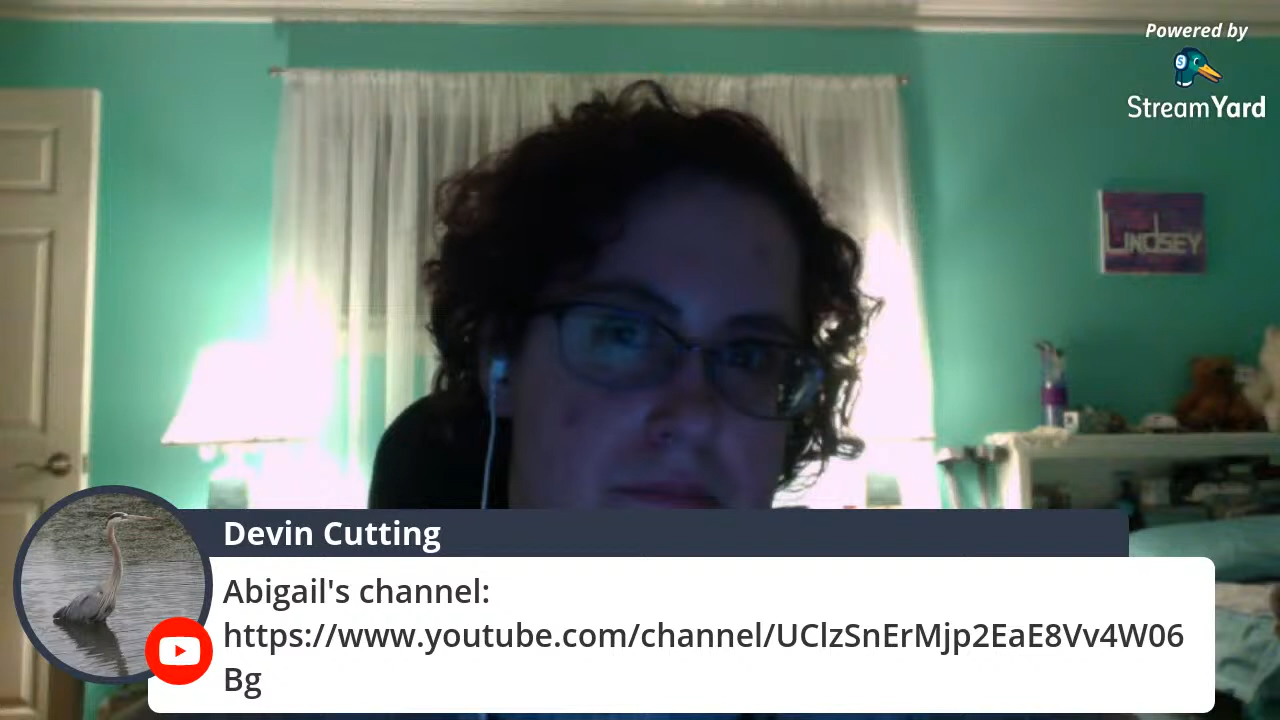 Powered by
StreamYard
LINDSEY
Devin Cutting
Abigail's channel:
https://www.youtube.com/channel/UClzSnErMjp2EaE8Vv4W06
Bg